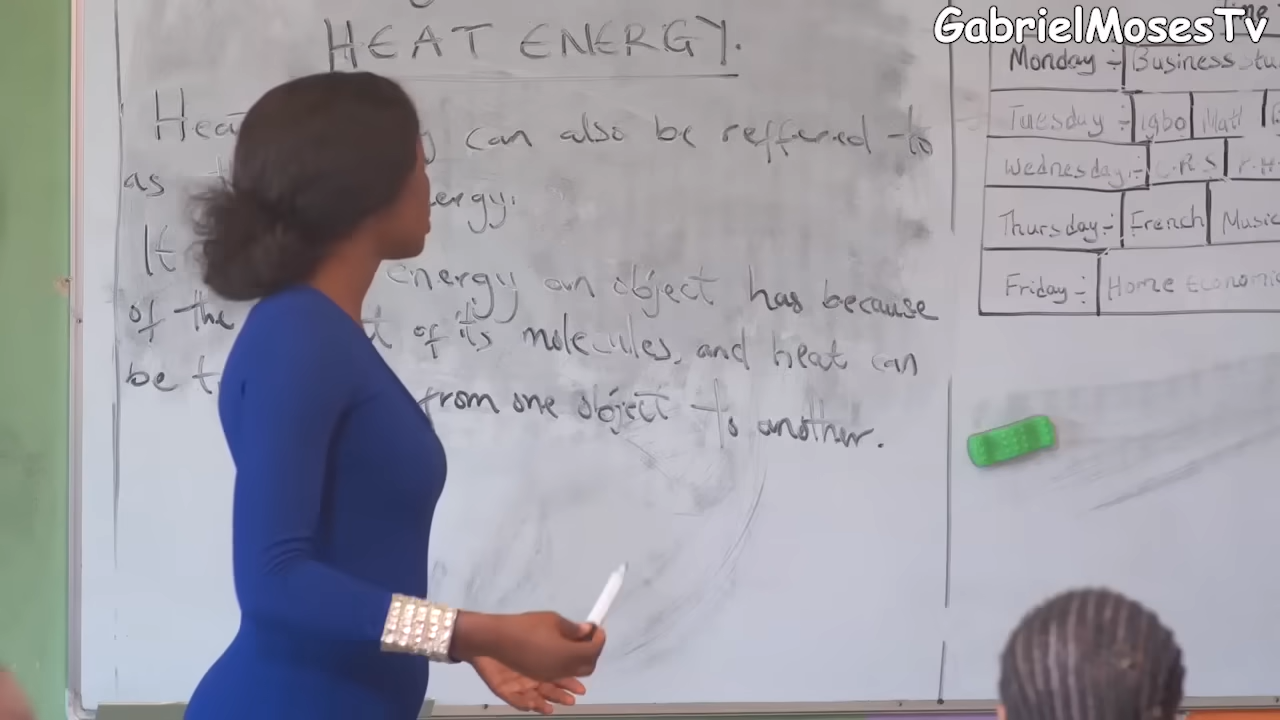 GabrielMosesTv
HEAT ENERGY.
Hea can also be reffered to
as ergy.
It energy an object has because
of the t of its molecules, and heat can
be t from one object to another.
Time
Monday ÷ Business stu
Tuesday ÷ Igbo Mat
Wednesday ÷ C.R.S P.H
Thursday ÷ French Music
Friday ÷ Home Economi